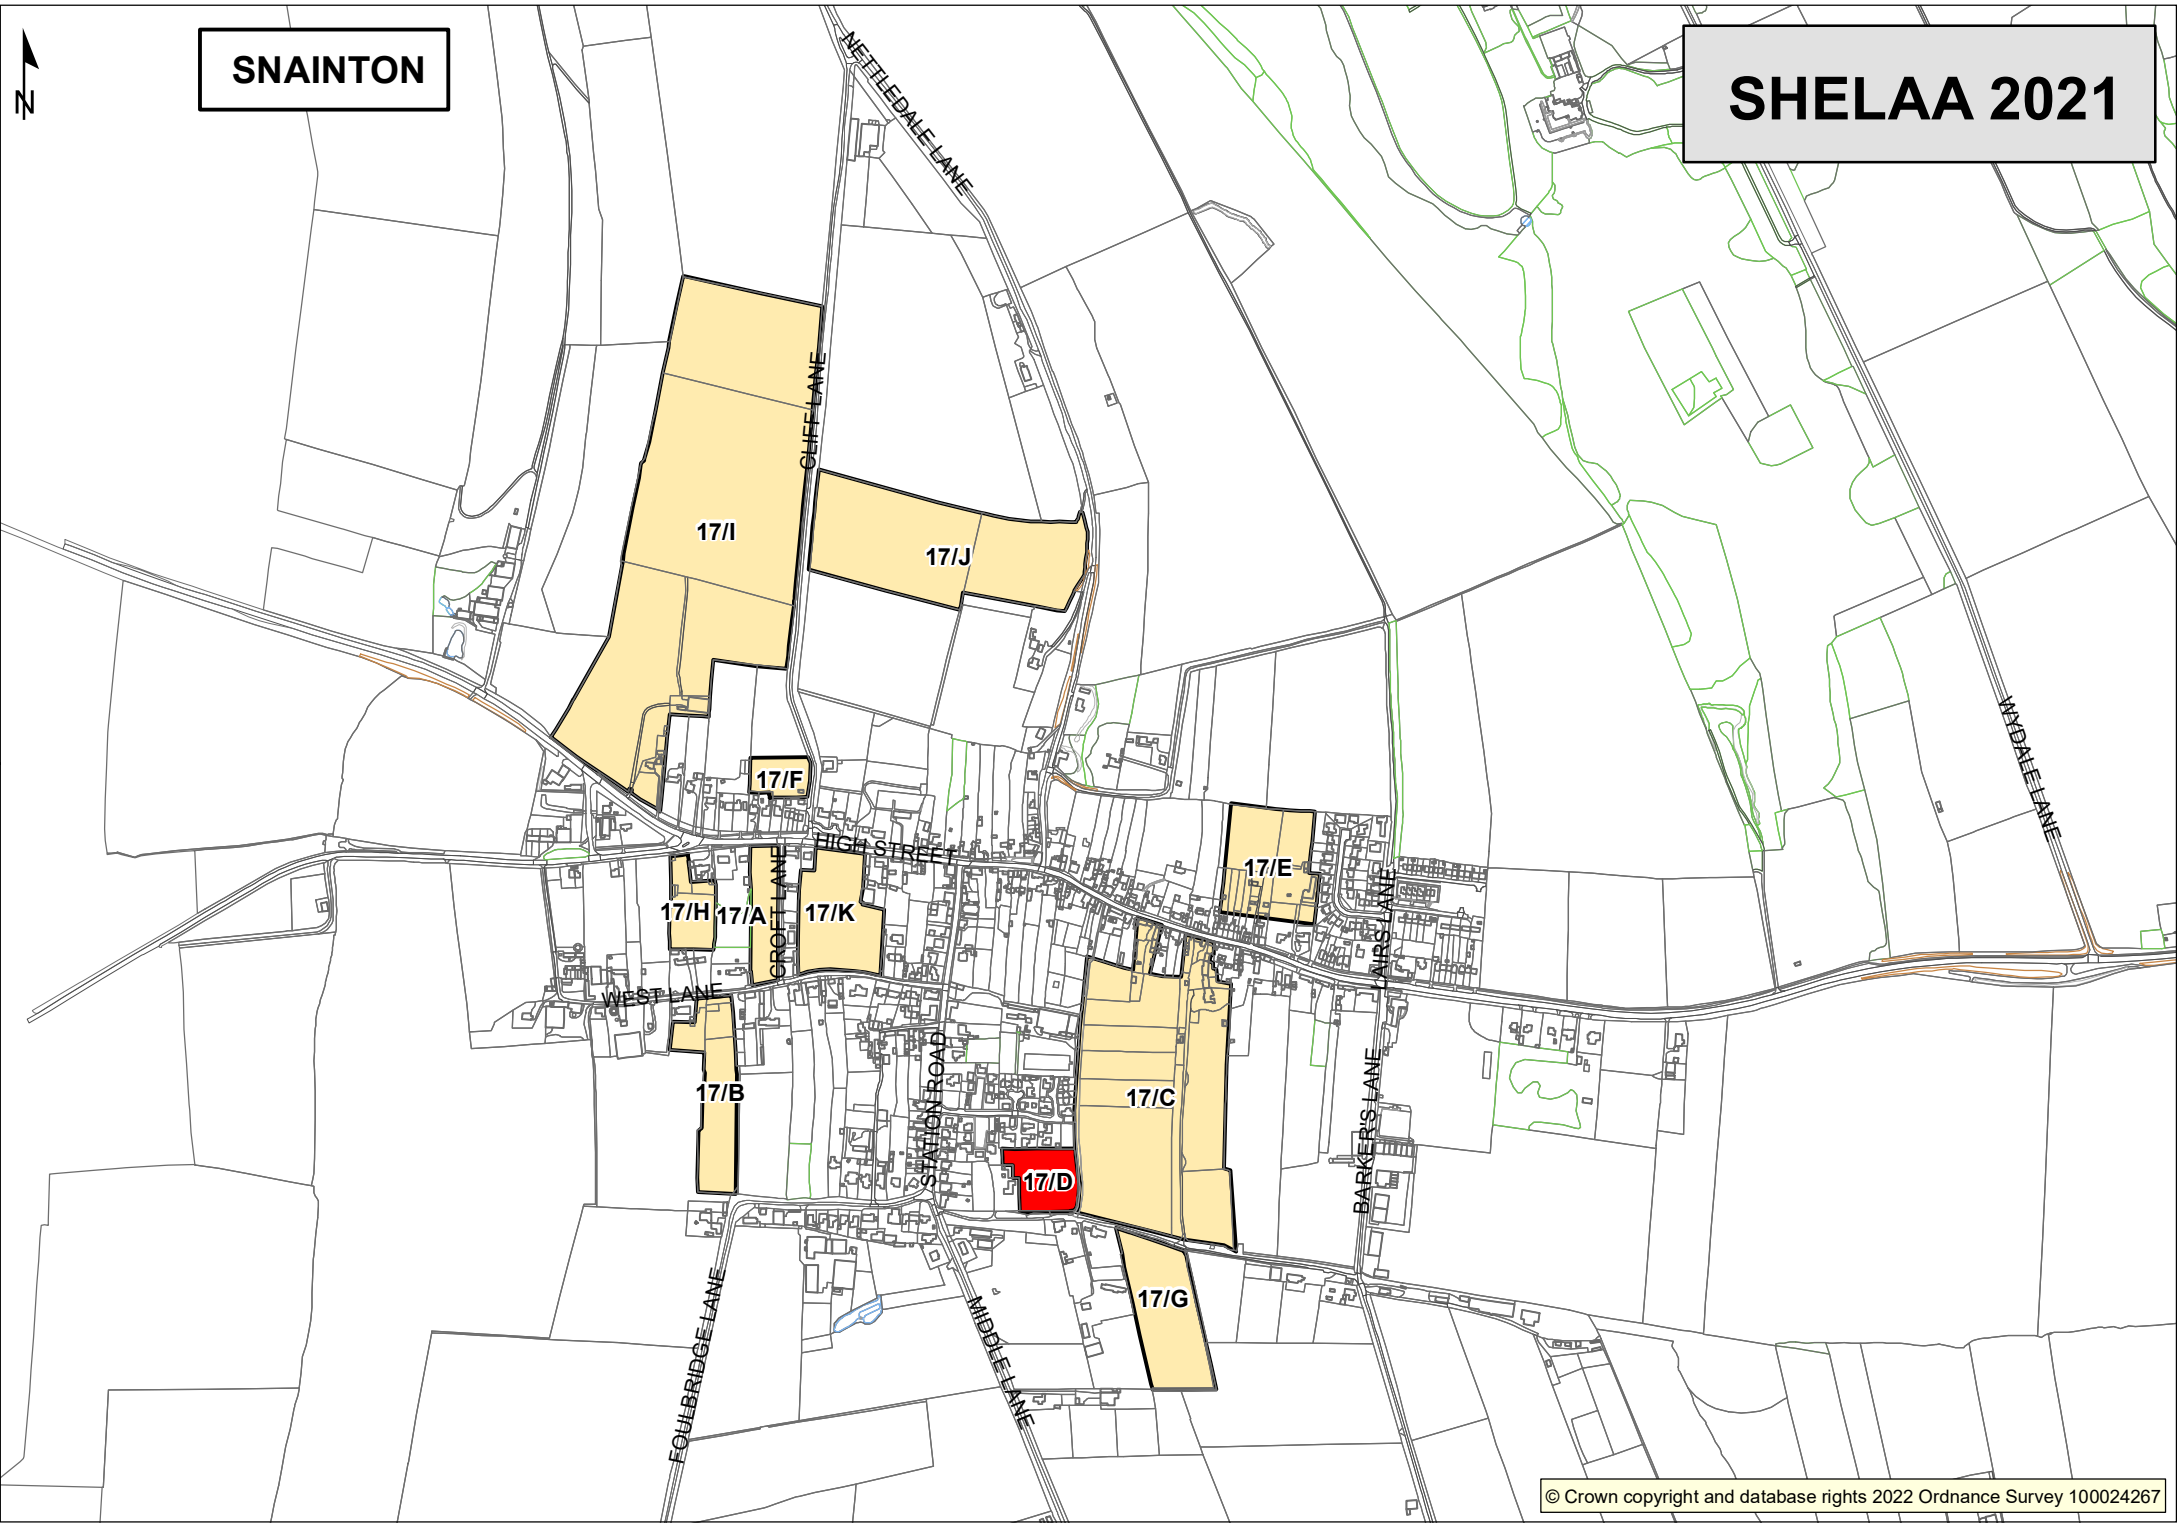 SNAINTON
SHELAA 2021
N
NETTLEDALE LANE
CLIFF LANE
17/I
17/J
WYDALE LANE
17/F
HIGH STREET
17/E
17/H
17/A
CROFT LANE
17/K
LAIRS LANE
WEST LANE
17/B
STATION ROAD
17/C
BARKER'S LANE
17/D
17/G
FOULBRIDGE LANE
MIDDLE LANE
© Crown copyright and database rights 2022 Ordnance Survey 100024267